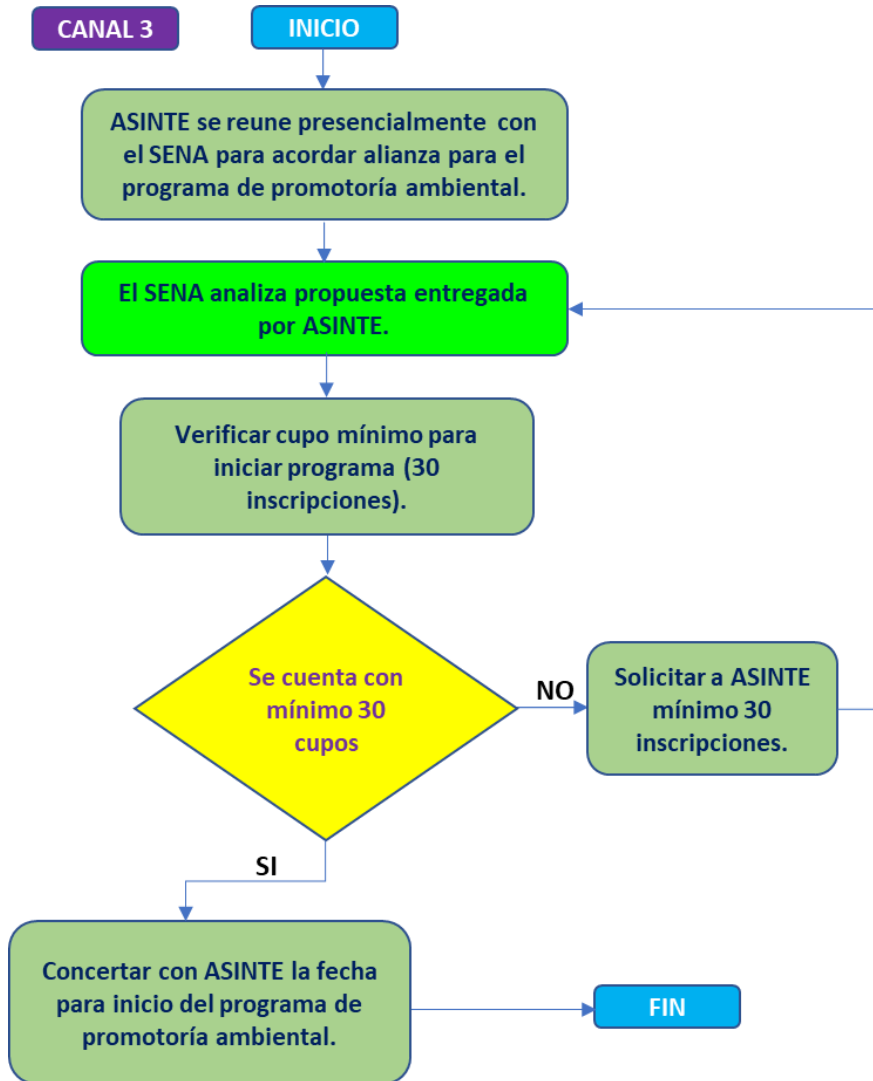 CANAL 3
INICIO
ASINTE se reune presencialmente con
el SENA para acordar alianza para el
programa de promotoría ambiental.
El SENA analiza propuesta entregada
por ASINTE.
Verificar cupo mínimo para
iniciar programa (30
inscripciones).
Se cuenta con
mínimo 30
cupos
NO
Solicitar a ASINTE
mínimo 30
inscripciones.
SI
Concertar con ASINTE la fecha
para inicio del programa de
promotoría ambiental.
FIN